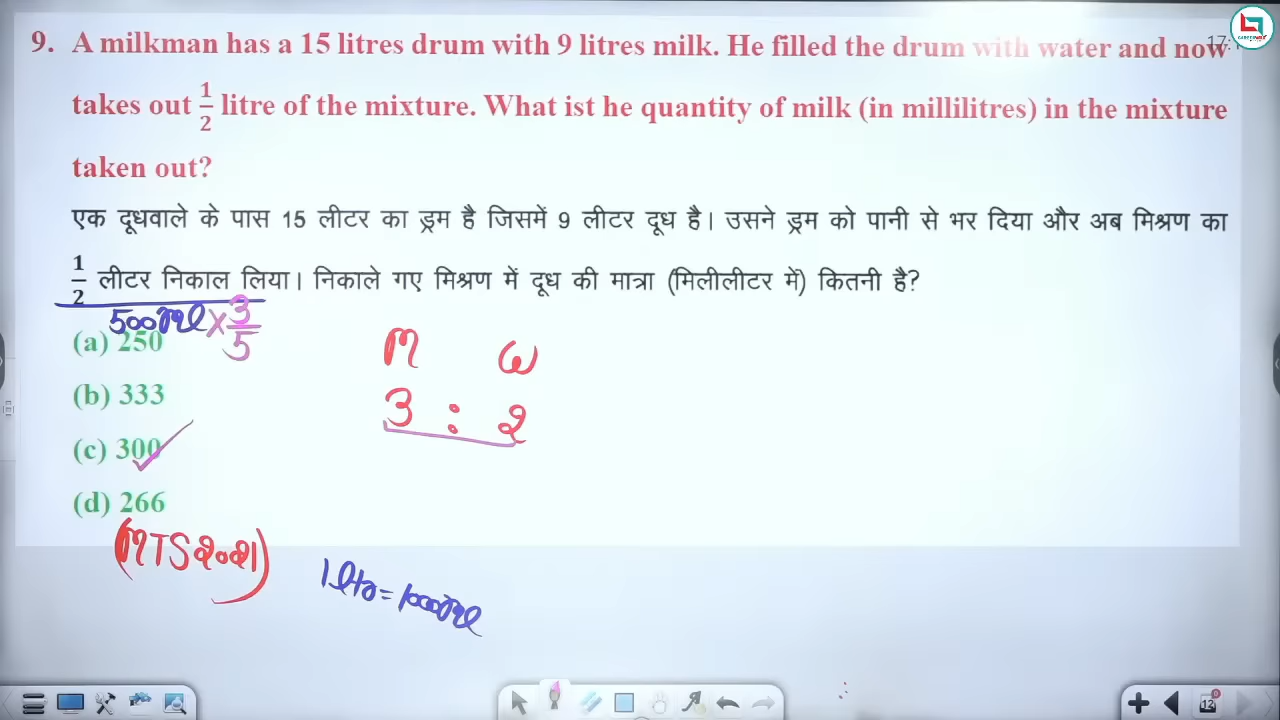 9. A milkman has a 15 litres drum with 9 litres milk. He filled the drum with water and now
takes out 1/2 litre of the mixture. What ist he quantity of milk (in millilitres) in the mixture
taken out?
एक दूधवाले के पास 15 लीटर का ड्रम है जिसमें 9 लीटर दूध है। उसने ड्रम को पानी से भर दिया और अब मिश्रण का
1/2 लीटर निकाल लिया। निकाले गए मिश्रण में दूध की मात्रा (मिलीलीटर में) कितनी है?
500ml × 3/5
(a) 250
(b) 333
(c) 300
(d) 266
M W
3 : 2
(MTS 2021)
1 ltr = 1000ml
12